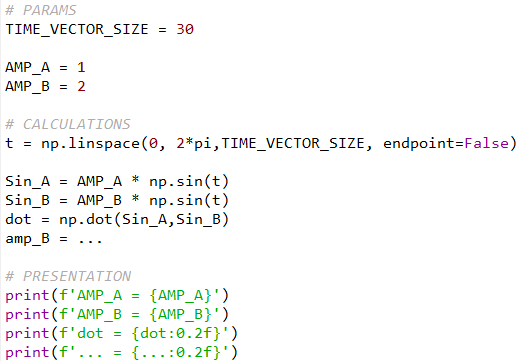 # PARAMS
TIME_VECTOR_SIZE = 30
AMP_A = 1
AMP_B = 2
# CALCULATIONS
t = np.linspace(0, 2*pi,TIME_VECTOR_SIZE, endpoint=False)
Sin_A = AMP_A * np.sin(t)
Sin_B = AMP_B * np.sin(t)
dot = np.dot(Sin_A,Sin_B)
amp_B = ...
# PRESENTATION
print(f'AMP_A = {AMP_A}')
print(f'AMP_B = {AMP_B}')
print(f'dot = {dot:0.2f}')
print(f'... = {...:0.2f}')